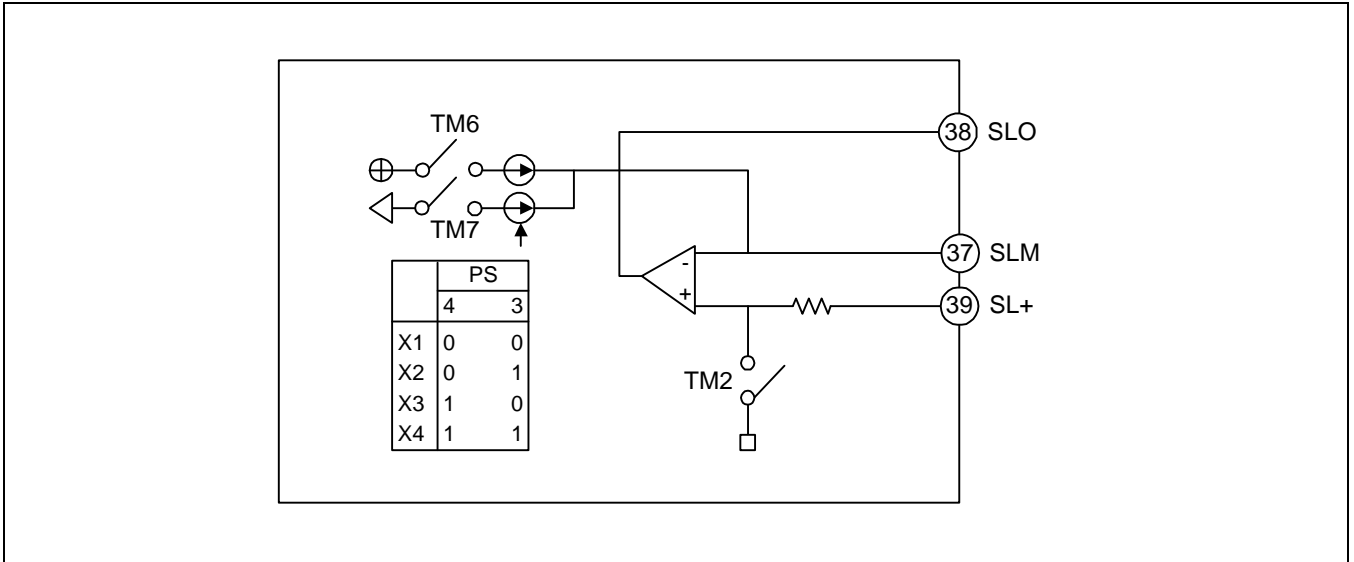 TM6
38 SLO
TM7
37 SLM
-
+
39 SL+
PS
4 3
X1 0 0
X2 0 1
X3 1 0
X4 1 1
TM2